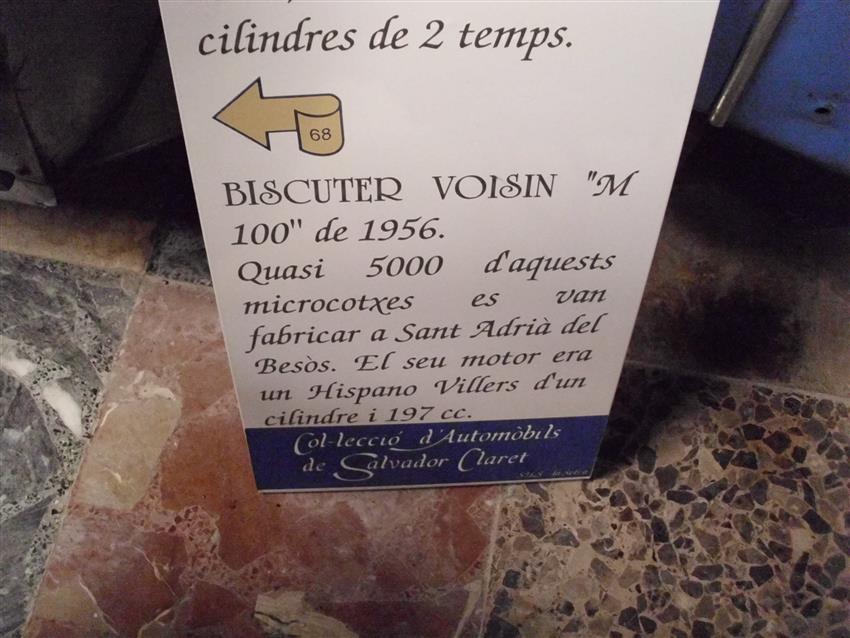 cilindres de 2 temps.
68
BISCUTER VOISIN "M
100" de 1956.
Quasi 5000 d'aquests
microcotxes es van
fabricar a Sant Adrià del
Besòs. El seu motor era
un Hispano Villers d'un
cilindre i 197 cc.
Col·lecció d'Automòbils
de Salvador Claret